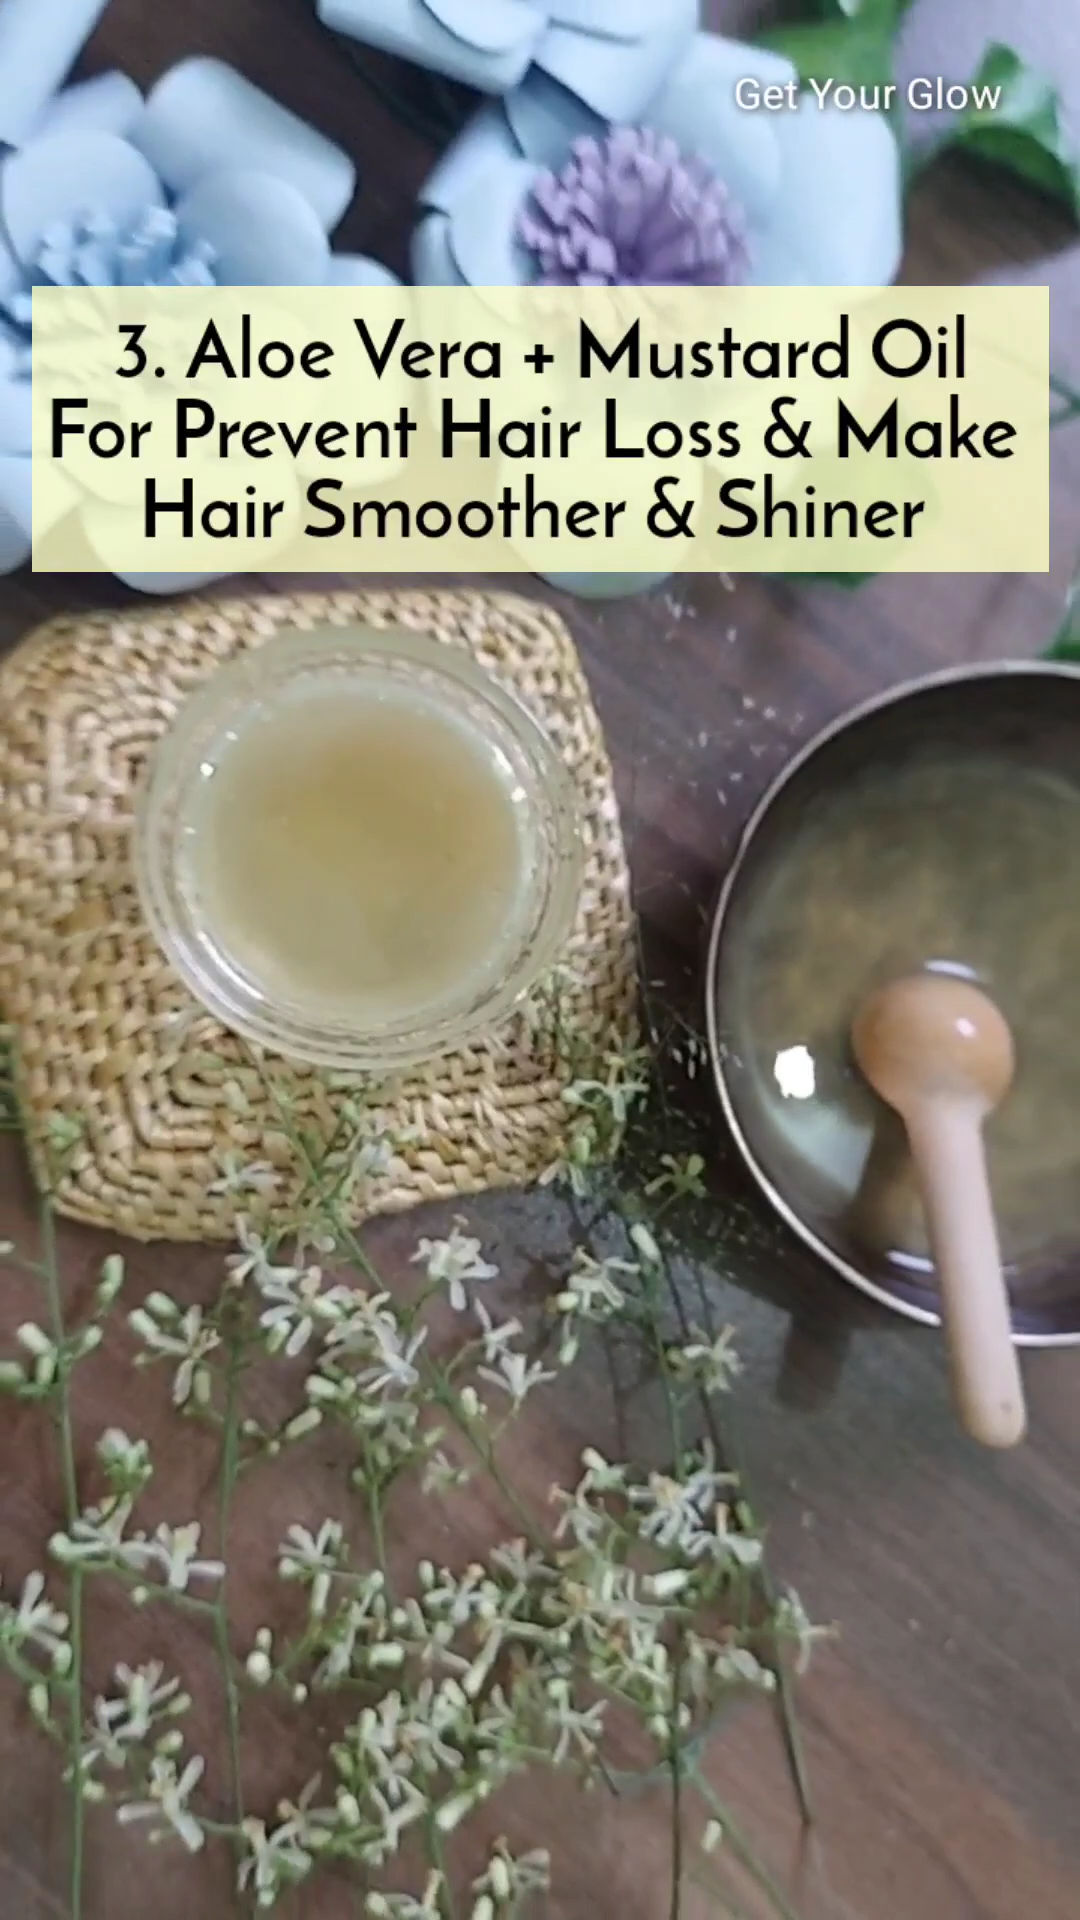 Get Your Glow
3. Aloe Vera + Mustard Oil
For Prevent Hair Loss & Make
Hair Smoother & Shiner